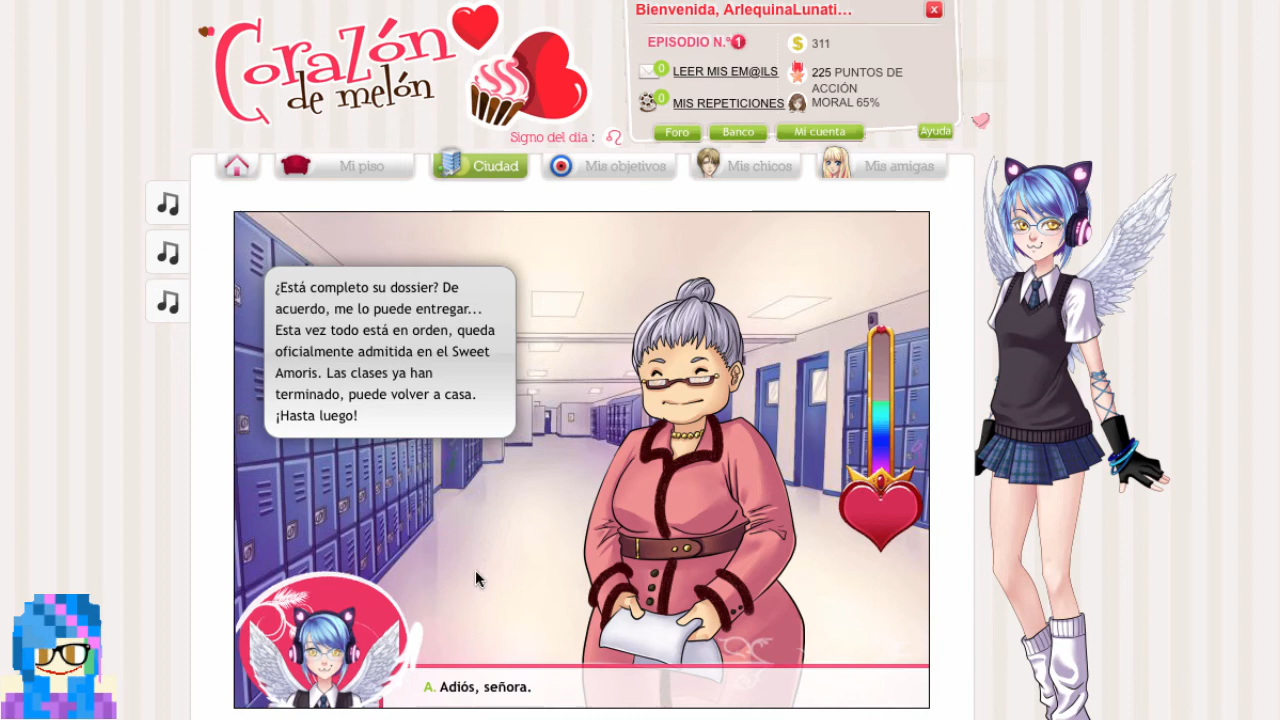 Corazón
de melón
Bienvenida, ArlequinaLunati…
EPISODIO N.º 1
311
0 LEER MIS EM@ILS
225 PUNTOS DE
ACCIÓN
0 MIS REPETICIONES
MORAL 65%
Signo del día :
Foro
Banco
Mi cuenta
Ayuda
Mi piso
Ciudad
Mis objetivos
Mis chicos
Mis amigas
¿Está completo su dossier? De
acuerdo, me lo puede entregar...
Esta vez todo está en orden, queda
oficialmente admitida en el Sweet
Amoris. Las clases ya han
terminado, puede volver a casa.
¡Hasta luego!
A. Adiós, señora.